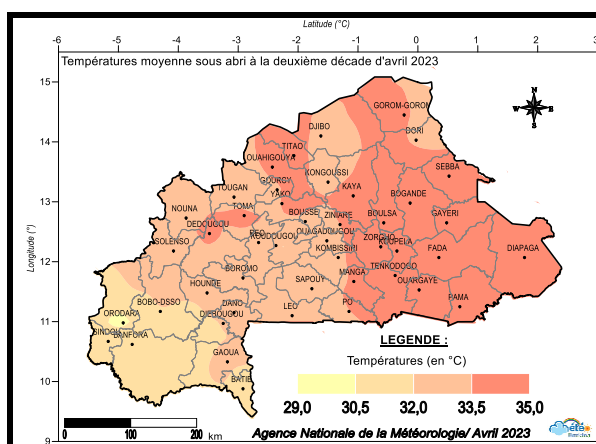 Latitude (°C)
-6 -5 -4 -3 -2 -1 0 1 2 3
Températures moyenne sous abri à la deuxième décade d'avril 2023
15
GOROM-GOROM
DJIBO
DORI
N
W E
S
14
TITAO
OUAHIGOUYA
KONGOUSSI
SEBBA
GOURCY
TOUGAN
YAKO
KAYA
BOGANDE
13
NOUNA
TOMA
BOUSSE
ZINIARE
BOULSA
GAYERI
DEDOUGOU
REO
KOUDOUGOU
OUAGADOUGOU
ZORGHO
KOUPELA
SOLENSO
KOMBISSIRI
FADA
DIAPAGA
12
Longitude (°C)
BOROMO
MANGA
TENKODOGO
HOUNDE
SAPOUY
OUARGAYE
BOBO-DSSO
DANO
LEO
PO
PAMA
ORODARA
DIEBOUGOU
11
SINDOU
BANFORA
LEGENDE :
GAOUA
Températures (en °C)
BATIE
10
29,0 30,5 32,0 33,5 35,0
0 100 200
km
Agence Nationale de la Météorologie/ Avril 2023
9
météo
Burkina